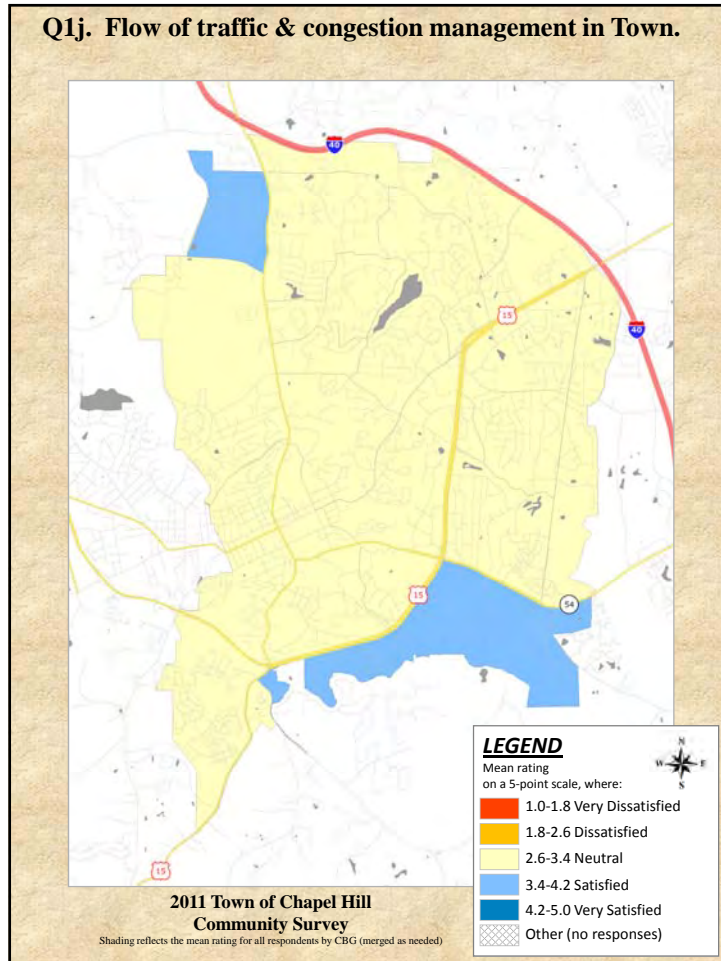 Q1j. Flow of traffic & congestion management in Town.
40
15
40
15
54
15
LEGEND
Mean rating
on a 5-point scale, where:
N
W E
S
1.0-1.8 Very Dissatisfied
1.8-2.6 Dissatisfied
2.6-3.4 Neutral
3.4-4.2 Satisfied
4.2-5.0 Very Satisfied
Other (no responses)
2011 Town of Chapel Hill
Community Survey
Shading reflects the mean rating for all respondents by CBG (merged as needed)